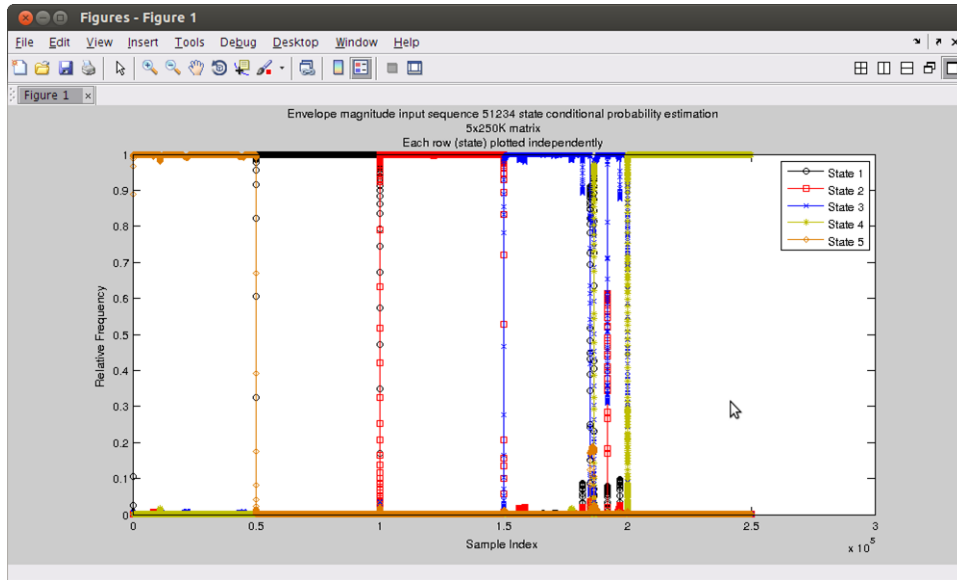 Figures - Figure 1
File Edit View Insert Tools Debug Desktop Window Help
Figure 1
Envelope magnitude input sequence 51234 state conditional probability estimation
5x250K matrix
Each row (state) plotted independently
1
0.9
0.8
0.7
0.6
0.5
0.4
0.3
0.2
0.1
0
Relative Frequency
State 1
State 2
State 3
State 4
State 5
0 0.5 1 1.5 2 2.5 3
Sample Index
x 10^5